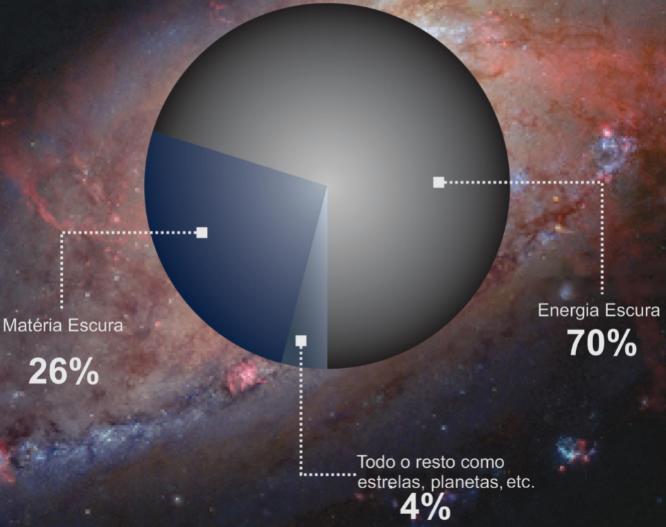 Energia Escura
70%
Matéria Escura
26%
Todo o resto como
estrelas, planetas, etc.
4%